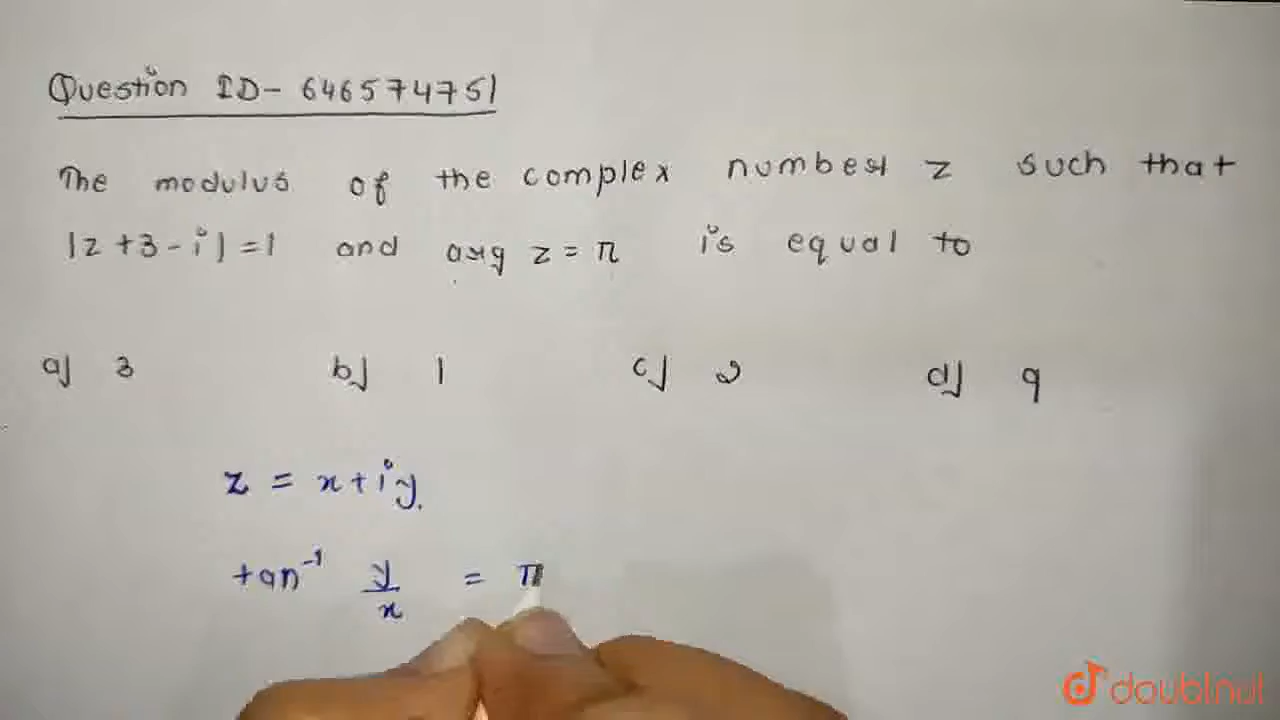 Question ID- 646574751
The modulus of the complex number z such that
|z+3-i|=1 and arg z = π is equal to
a) 3 b) 1 c) 2 d) 9
z = x+iy.
tan⁻¹ y/x = π
doubtnut